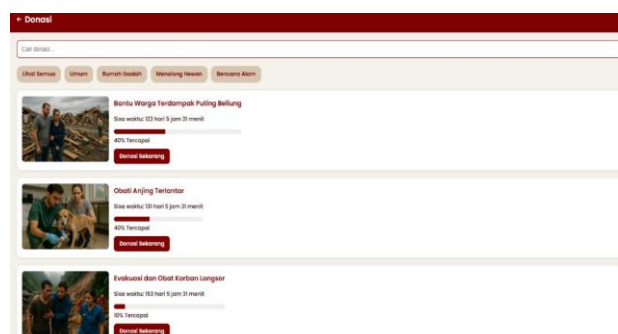 ← Donasi
Cari donasi...
Lihat Semua Umum Rumah Ibadah Menolong Hewan Bencana Alam
Bantu Warga Terdampak Puting Beliung
Sisa waktu: 123 hari 5 jam 31 menit
40% Tercapai
Donasi Sekarang
Obati Anjing Terlantar
Sisa waktu: 131 hari 5 jam 31 menit
40% Tercapai
Donasi Sekarang
Evakuasi dan Obat Korban Longsor
Sisa waktu: 153 hari 5 jam 31 menit
10% Tercapai
Donasi Sekarang